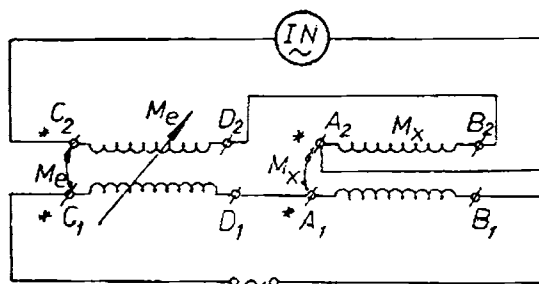 IN
~
* C₂ Mₑ D₂ * A₂ Mₓ B₂
Mₑ Mₓ
* C₁ D₁ * A₁ B₁